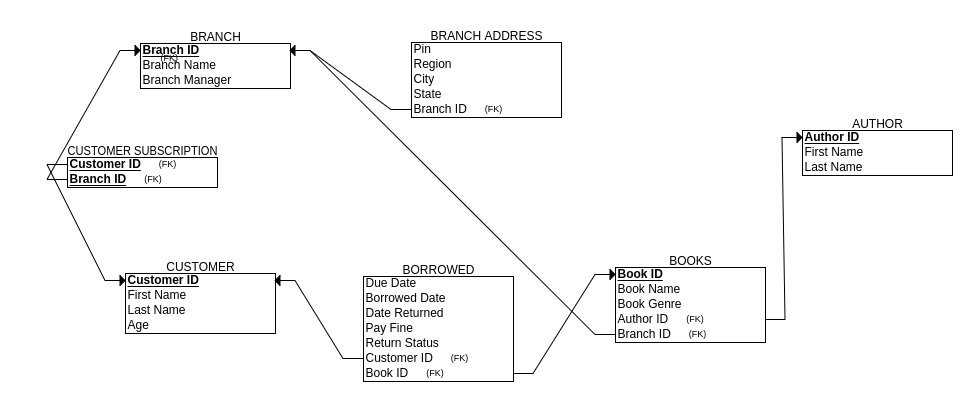 BRANCH
Branch ID
(FK)
Branch Name
Branch Manager
BRANCH ADDRESS
Pin
Region
City
State
Branch ID (FK)
AUTHOR
Author ID
First Name
Last Name
CUSTOMER SUBSCRIPTION
Customer ID (FK)
Branch ID (FK)
CUSTOMER
Customer ID
First Name
Last Name
Age
BORROWED
Due Date
Borrowed Date
Date Returned
Pay Fine
Return Status
Customer ID (FK)
Book ID (FK)
BOOKS
Book ID
Book Name
Book Genre
Author ID (FK)
Branch ID (FK)